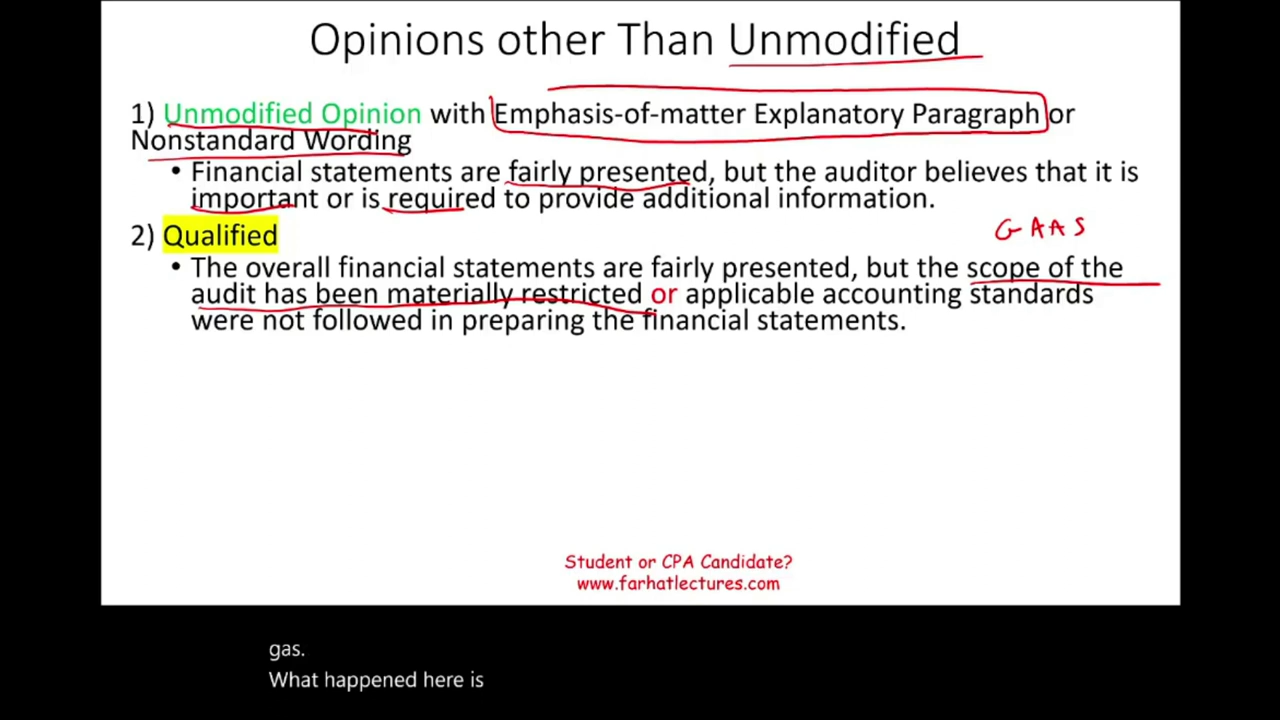 Opinions other Than Unmodified
1) Unmodified Opinion with Emphasis-of-matter Explanatory Paragraph or
Nonstandard Wording
• Financial statements are fairly presented, but the auditor believes that it is
important or is required to provide additional information.
2) Qualified
GAAS
• The overall financial statements are fairly presented, but the scope of the
audit has been materially restricted or applicable accounting standards
were not followed in preparing the financial statements.
Student or CPA Candidate?
www.farhatlectures.com
gas.
What happened here is